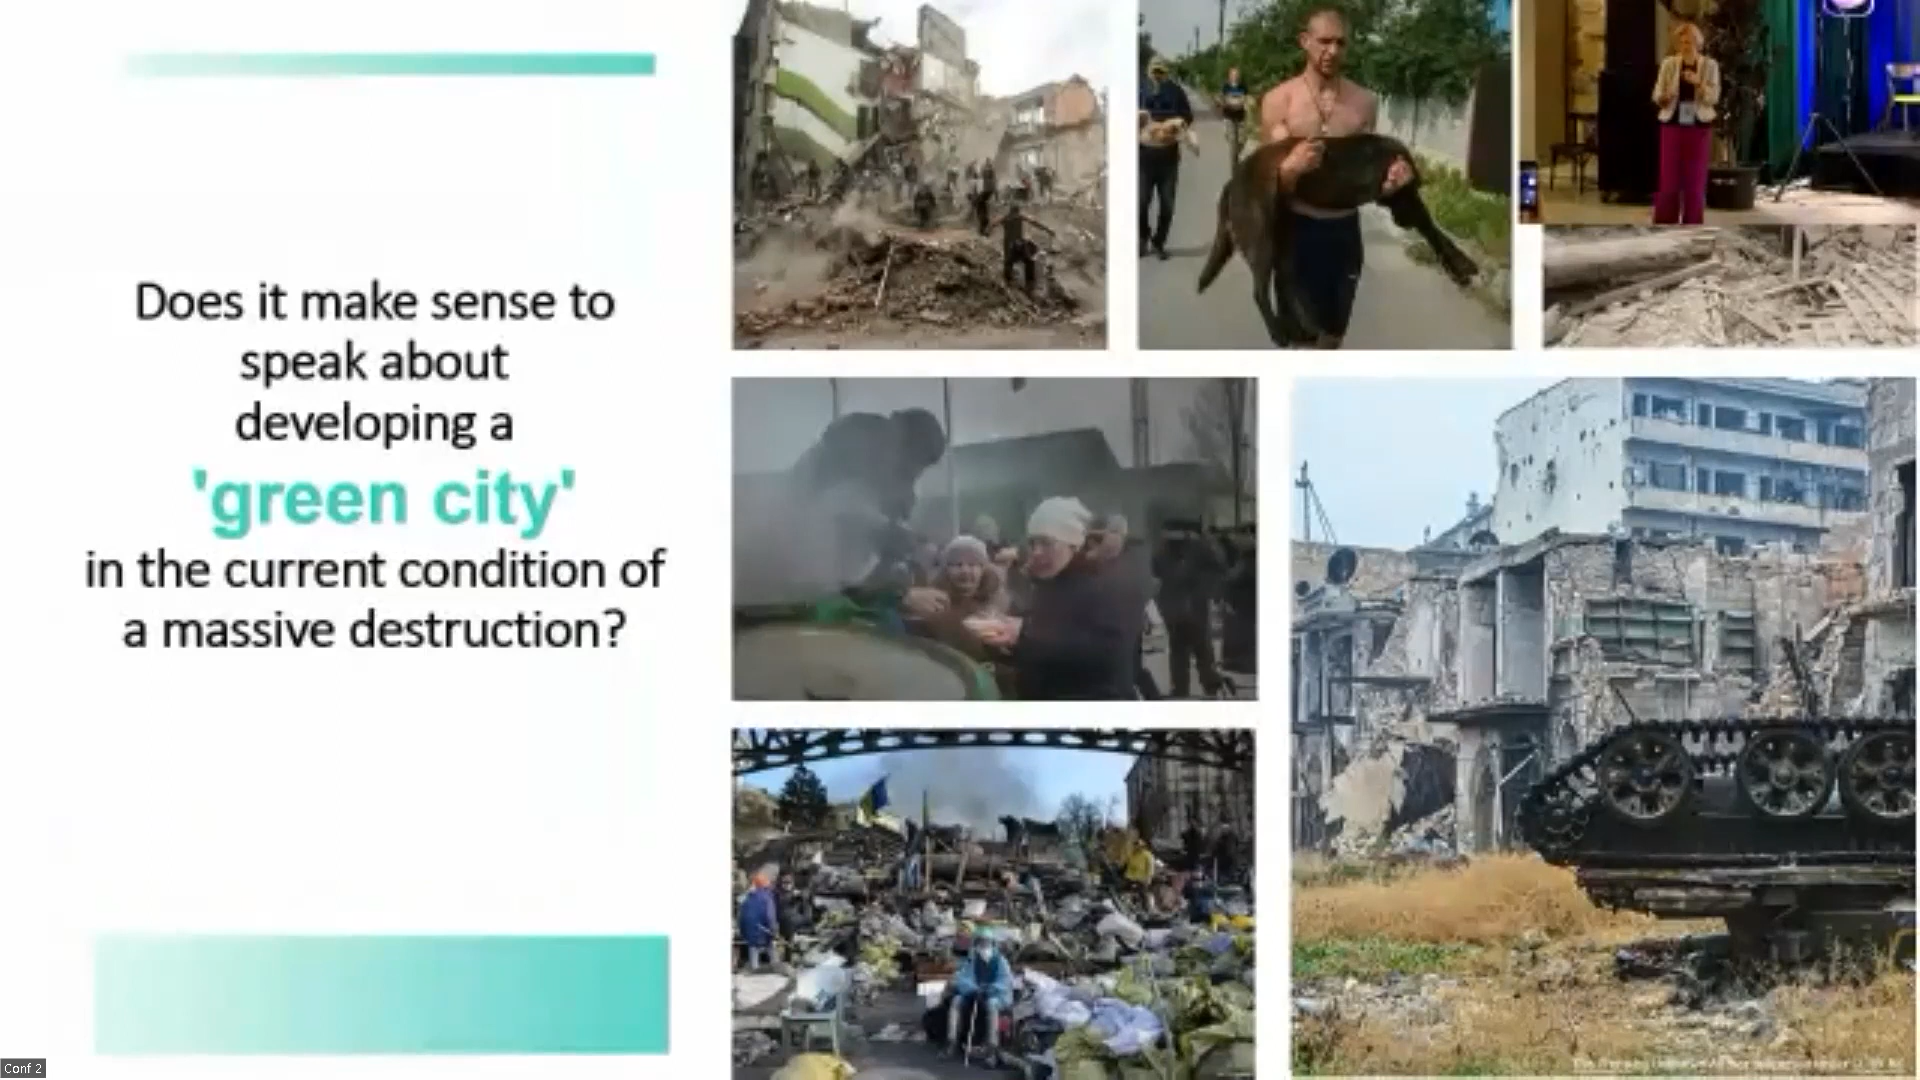 Does it make sense to
speak about
developing a
'green city'
in the current condition of
a massive destruction?
Conf 2